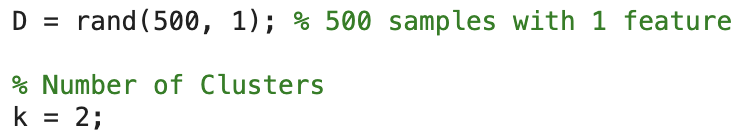 D = rand(500, 1); % 500 samples with 1 feature
% Number of Clusters
k = 2;